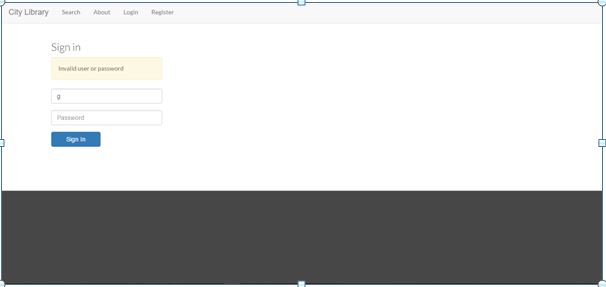 City Library Search About Login Register
Sign in
Invalid user or password
g
Password
Sign in